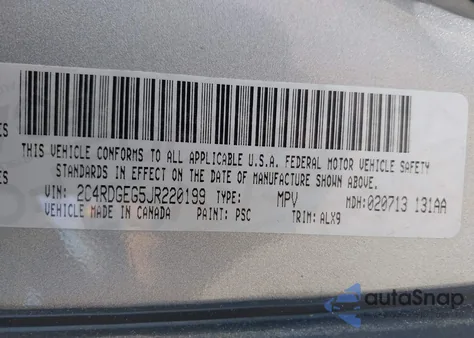 THIS VEHICLE CONFORMS TO ALL APPLICABLE U.S.A. FEDERAL MOTOR VEHICLE SAFETY
STANDARDS IN EFFECT ON THE DATE OF MANUFACTURE SHOWN ABOVE.
VIN: 2C4RDGEG5JR220199 TYPE: MPV MDH: 020713 131AA
VEHICLE MADE IN CANADA PAINT: PSC TRIM: ALX9
autoSnap